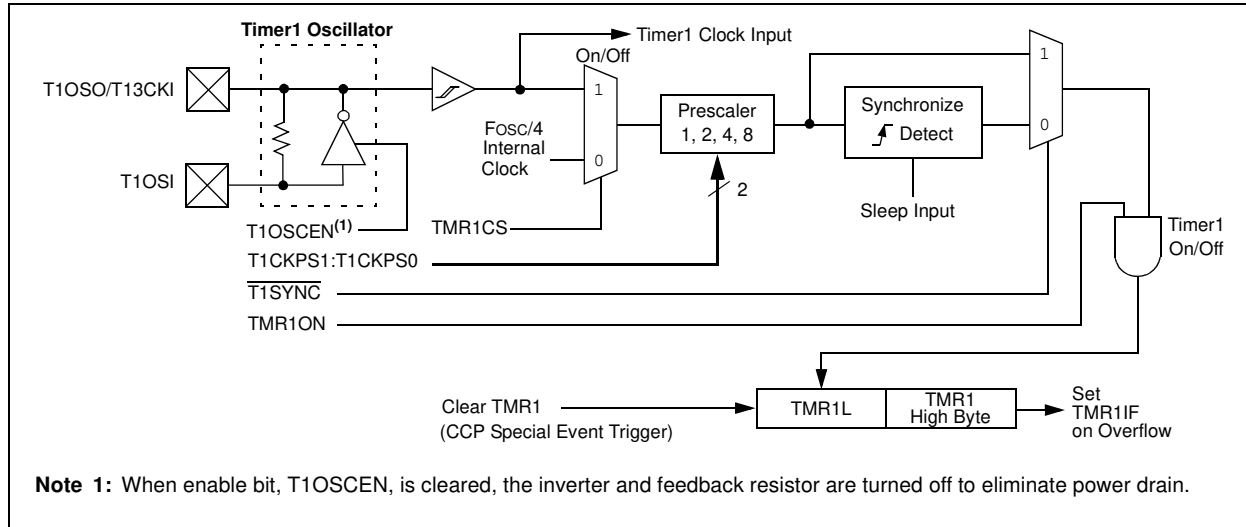 Timer1 Oscillator
Timer1 Clock Input
On/Off
1
T1OSO/T13CKI
1
Prescaler
1, 2, 4, 8
Synchronize
Detect
FOSC/4
Internal
Clock
0
0
T1OSI
2
Sleep Input
T1OSCEN(1)
TMR1CS
Timer1
On/Off
T1CKPS1:T1CKPS0
T1SYNC
TMR1ON
Clear TMR1
(CCP Special Event Trigger)
TMR1L
TMR1
High Byte
Set
TMR1IF
on Overflow
Note 1: When enable bit, T1OSCEN, is cleared, the inverter and feedback resistor are turned off to eliminate power drain.